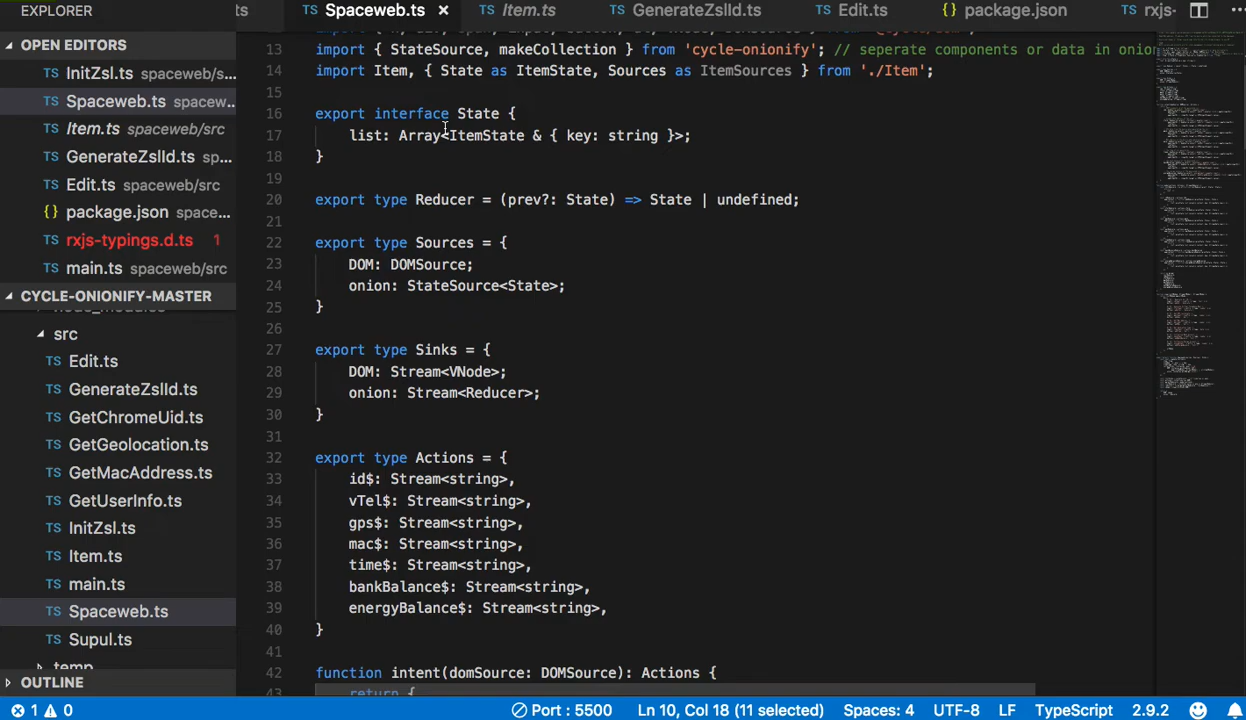 EXPLORER
ts
TS Spaceweb.ts ×
TS Item.ts
TS GenerateZslId.ts
TS Edit.ts
{} package.json
TS rxjs-
OPEN EDITORS
TS InitZsl.ts spaceweb/s...
TS Spaceweb.ts spacew...
TS Item.ts spaceweb/src
TS GenerateZslId.ts sp...
TS Edit.ts spaceweb/src
{} package.json space...
TS rxjs-typings.d.ts 1
TS main.ts spaceweb/src
CYCLE-ONIONIFY-MASTER
node_modules
src
TS Edit.ts
TS GenerateZslId.ts
TS GetChromeUid.ts
TS GetGeolocation.ts
TS GetMacAddress.ts
TS GetUserInfo.ts
TS InitZsl.ts
TS Item.ts
TS main.ts
TS Spaceweb.ts
TS Supul.ts
temp
OUTLINE
13 import { StateSource, makeCollection } from 'cycle-onionify'; // seperate components or data in onio
14 import Item, { State as ItemState, Sources as ItemSources } from './Item';
15
16 export interface State {
17 list: Array<ItemState & { key: string }>;
18 }
19
20 export type Reducer = (prev?: State) => State | undefined;
21
22 export type Sources = {
23 DOM: DOMSource;
24 onion: StateSource<State>;
25 }
26
27 export type Sinks = {
28 DOM: Stream<VNode>;
29 onion: Stream<Reducer>;
30 }
31
32 export type Actions = {
33 id$: Stream<string>,
34 vTel$: Stream<string>,
35 gps$: Stream<string>,
36 mac$: Stream<string>,
37 time$: Stream<string>,
38 bankBalance$: Stream<string>,
39 energyBalance$: Stream<string>,
40 }
41
42 function intent(domSource: DOMSource): Actions {
43 return {
1 0
Port : 5500
Ln 10, Col 18 (11 selected)
Spaces: 4
UTF-8
LF
TypeScript
2.9.2